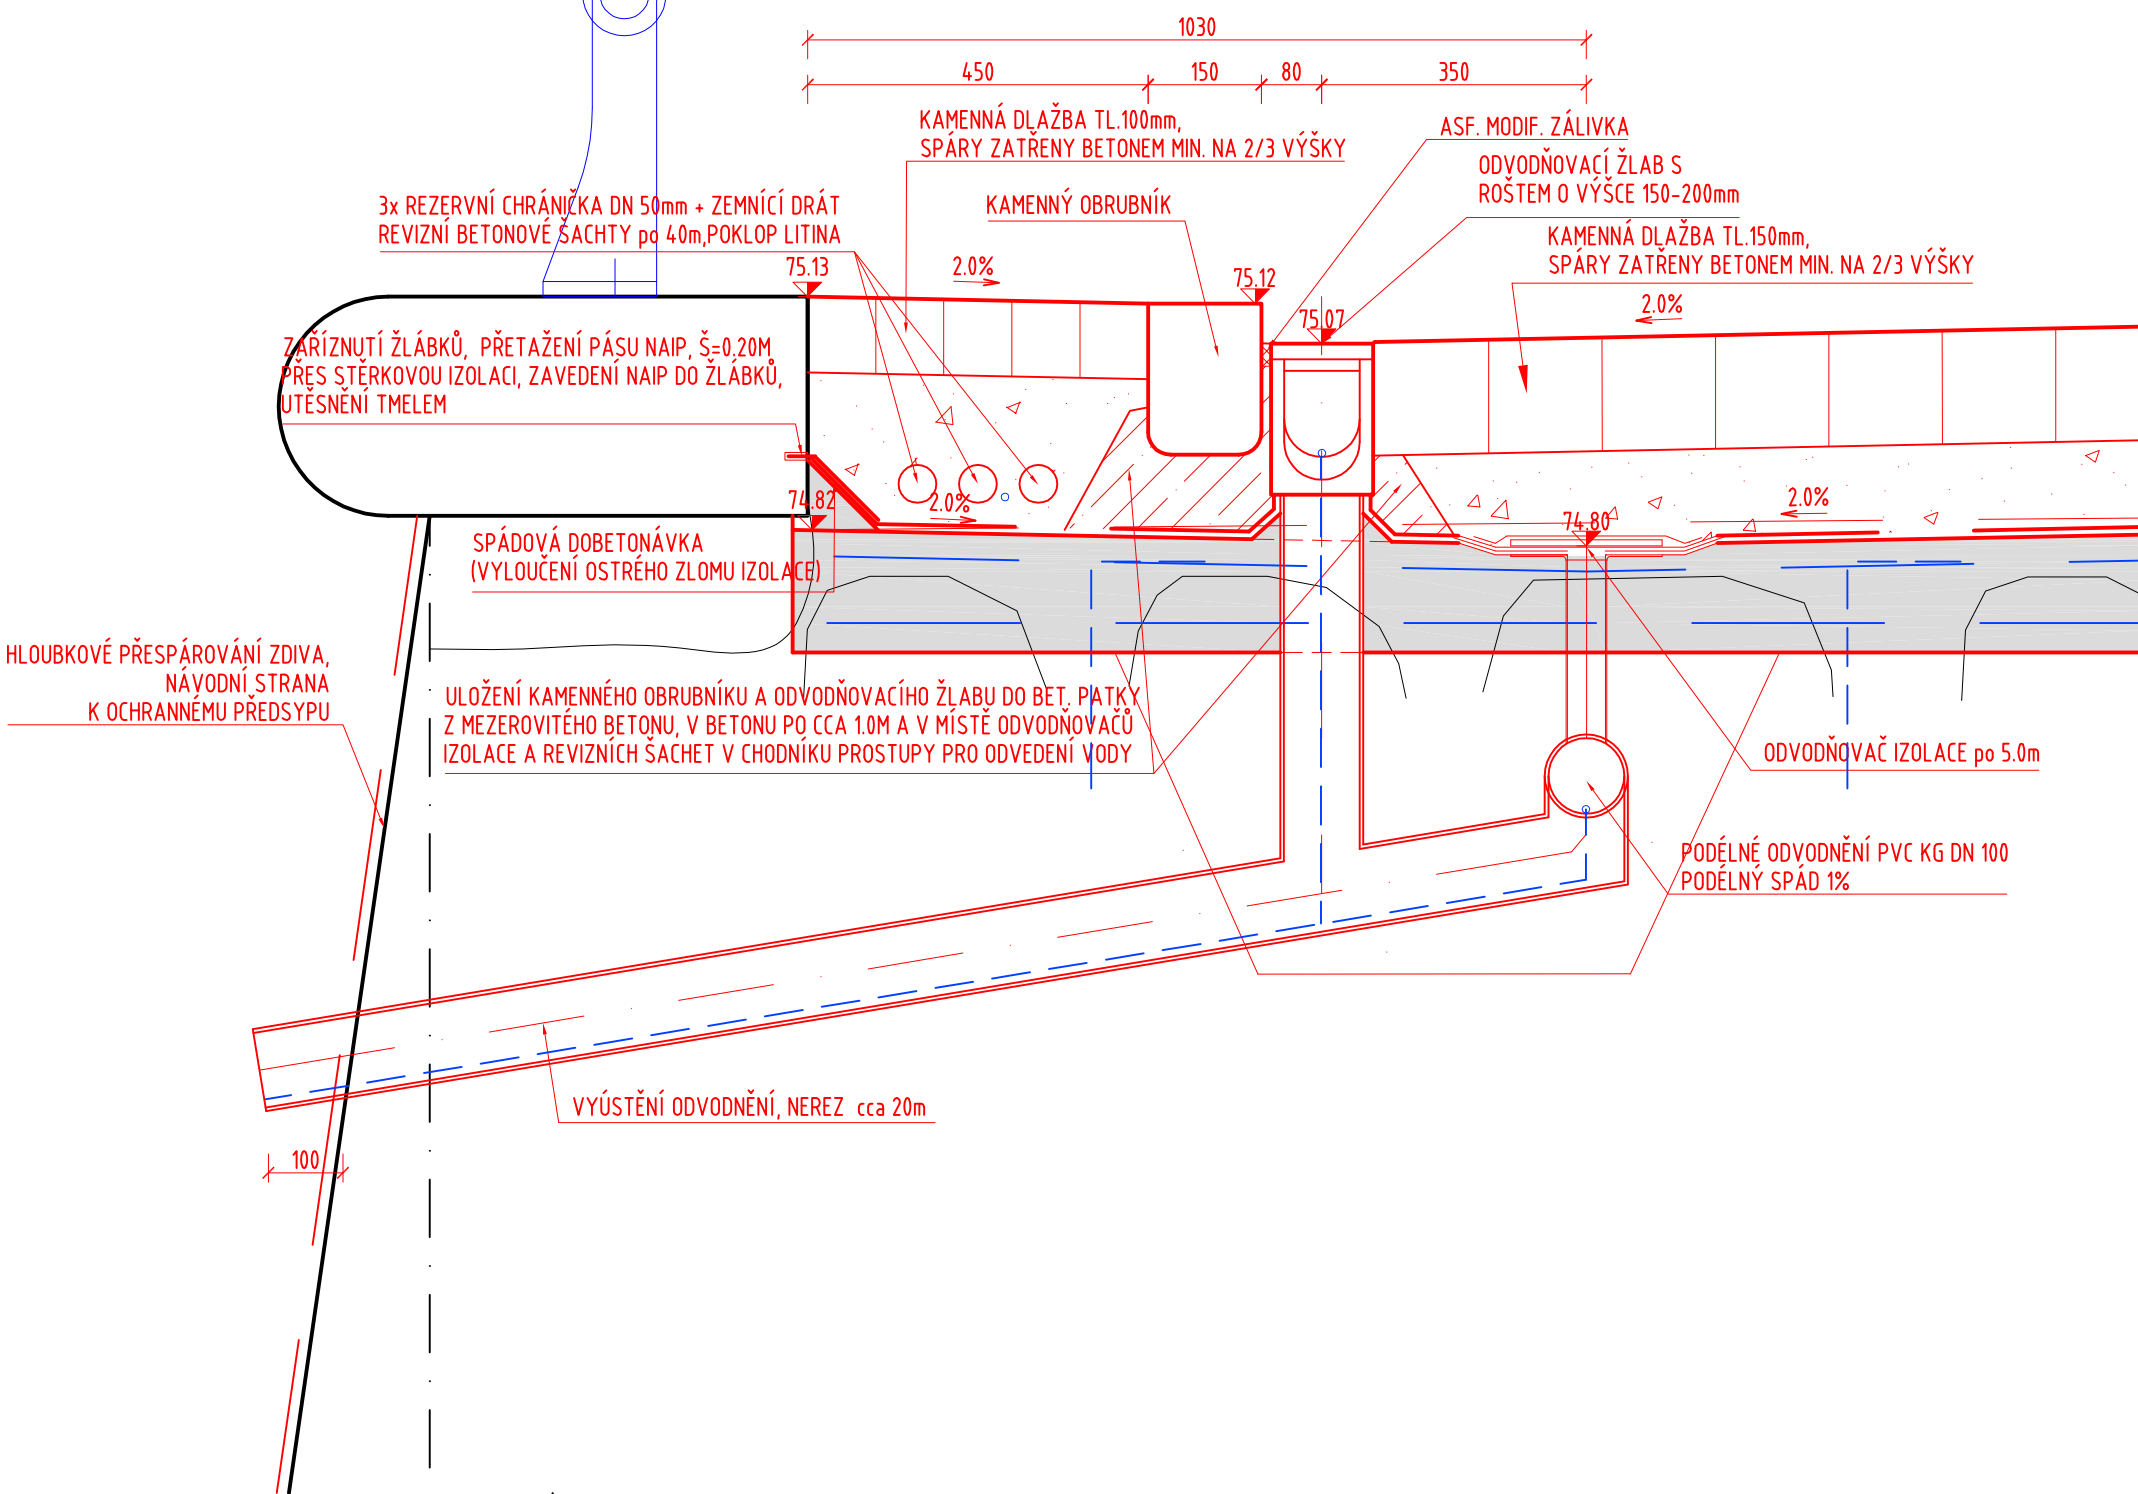 1030
450
150
80
350
KAMENNÁ DLAŽBA TL.100mm,
SPÁRY ZATŘENY BETONEM MIN. NA 2/3 VÝŠKY
ASF. MODIF. ZÁLIVKA
ODVODŇOVACÍ ŽLAB S
ROŠTEM O VÝŠCE 150-200mm
3x REZERVNÍ CHRÁNIČKA DN 50mm + ZEMNÍCÍ DRÁT
REVIZNÍ BETONOVÉ ŠACHTY po 40m,POKLOP LITINA
KAMENNÝ OBRUBNÍK
KAMENNÁ DLAŽBA TL.150mm,
SPÁRY ZATŘENY BETONEM MIN. NA 2/3 VÝŠKY
75.13
2.0%
75.12
75.07
2.0%
ZAŘÍZNUTÍ ŽLÁBKŮ, PŘETAŽENÍ PÁSU NAIP, Š=0.20M
PŘES STĚRKOVOU IZOLACI, ZAVEDENÍ NAIP DO ŽLÁBKŮ,
UTĚSNĚNÍ TMELEM
74.82
2.0%
2.0%
74.80
SPÁDOVÁ DOBETONÁVKA
(VYLOUČENÍ OSTRÉHO ZLOMU IZOLACE)
HLOUBKOVÉ PŘESPÁROVÁNÍ ZDIVA,
NÁVODNÍ STRANA
K OCHRANNÉMU PŘEDSYPU
ULOŽENÍ KAMENNÉHO OBRUBNÍKU A ODVODŇOVACÍHO ŽLABU DO BET. PATKY
Z MEZEROVITÉHO BETONU, V BETONU PO CCA 1.0M A V MÍSTĚ ODVODŇOVAČŮ
IZOLACE A REVIZNÍCH ŠACHET V CHODNÍKU PROSTUPY PRO ODVEDENÍ VODY
ODVODŇOVAČ IZOLACE po 5.0m
PODÉLNÉ ODVODNĚNÍ PVC KG DN 100
PODÉLNÝ SPÁD 1%
VYÚSTĚNÍ ODVODNĚNÍ, NEREZ cca 20m
100